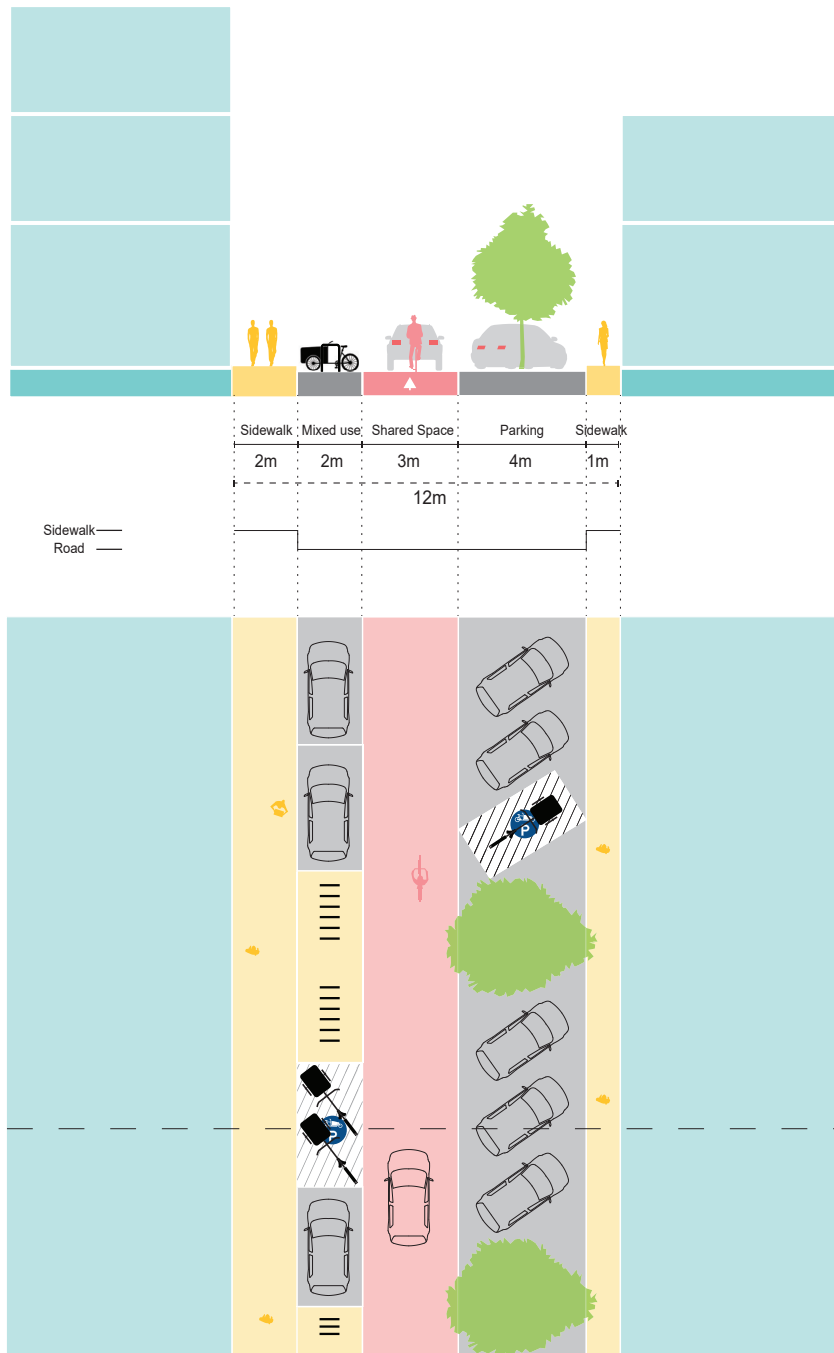 Sidewalk Mixed use Shared Space Parking Sidewalk
2m 2m 3m 4m 1m
12m
Sidewalk
Road
P
P